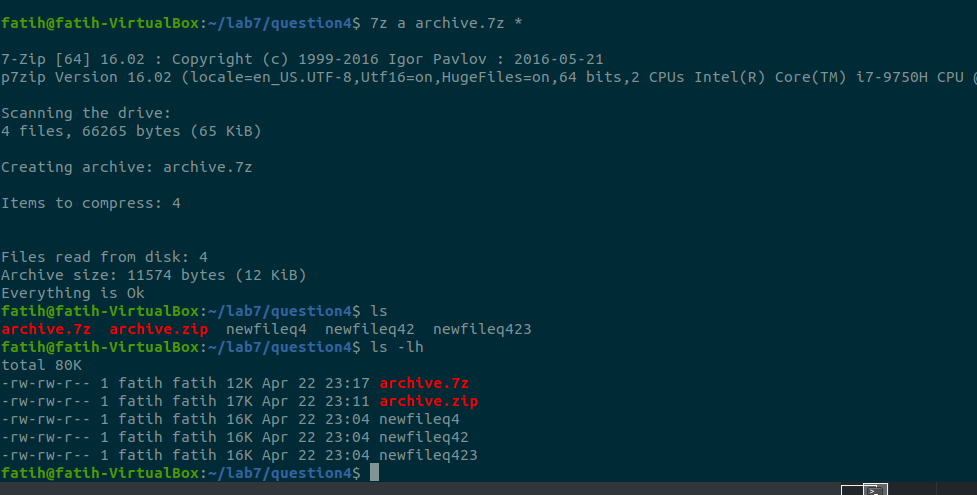 fatih@fatih-VirtualBox:~/lab7/question4$ 7z a archive.7z *
7-Zip [64] 16.02 : Copyright (c) 1999-2016 Igor Pavlov : 2016-05-21
p7zip Version 16.02 (locale=en_US.UTF-8,Utf16=on,HugeFiles=on,64 bits,2 CPUs Intel(R) Core(TM) i7-9750H CPU @
Scanning the drive:
4 files, 66265 bytes (65 KiB)
Creating archive: archive.7z
Items to compress: 4
Files read from disk: 4
Archive size: 11574 bytes (12 KiB)
Everything is Ok
fatih@fatih-VirtualBox:~/lab7/question4$ ls
archive.7z  archive.zip  newfileq4  newfileq42  newfileq423
fatih@fatih-VirtualBox:~/lab7/question4$ ls -lh
total 80K
-rw-rw-r-- 1 fatih fatih 12K Apr 22 23:17 archive.7z
-rw-rw-r-- 1 fatih fatih 17K Apr 22 23:11 archive.zip
-rw-rw-r-- 1 fatih fatih 16K Apr 22 23:04 newfileq4
-rw-rw-r-- 1 fatih fatih 16K Apr 22 23:04 newfileq42
-rw-rw-r-- 1 fatih fatih 16K Apr 22 23:04 newfileq423
fatih@fatih-VirtualBox:~/lab7/question4$